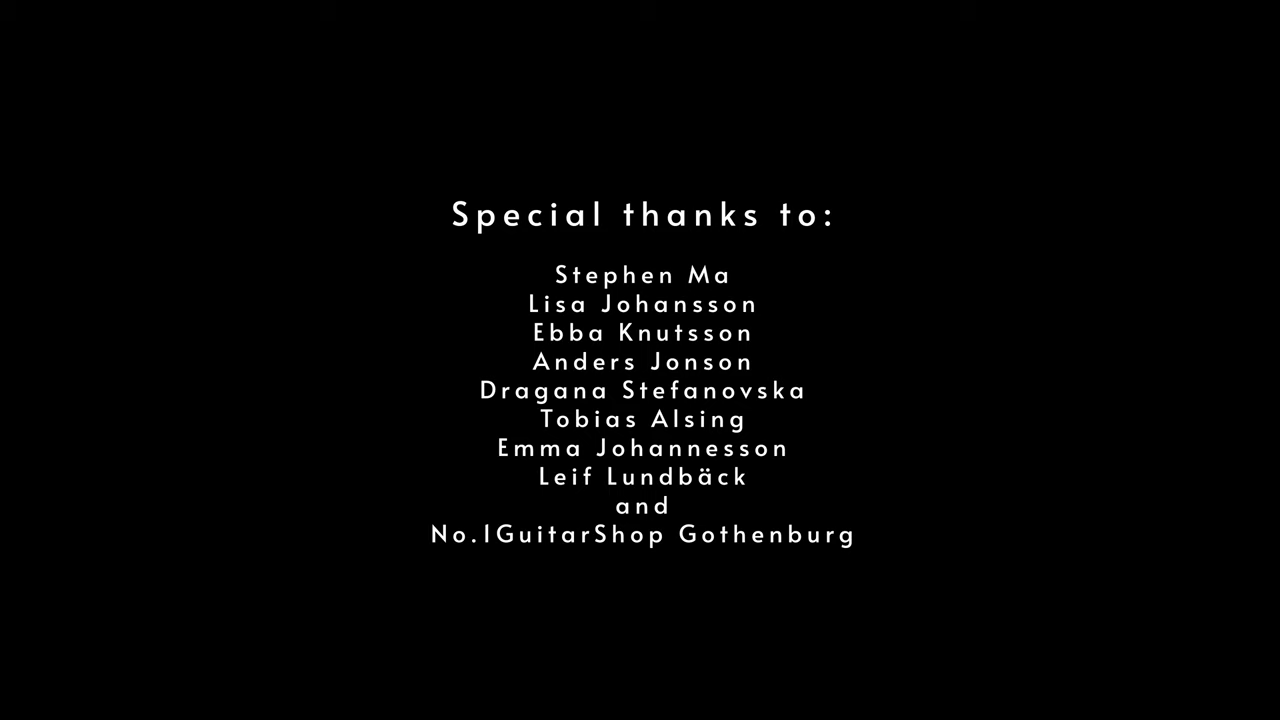 Special thanks to:
Stephen Ma
Lisa Johansson
Ebba Knutsson
Anders Jonson
Dragana Stefanovska
Tobias Alsing
Emma Johannesson
Leif Lundbäck
and
No.1GuitarShop Gothenburg